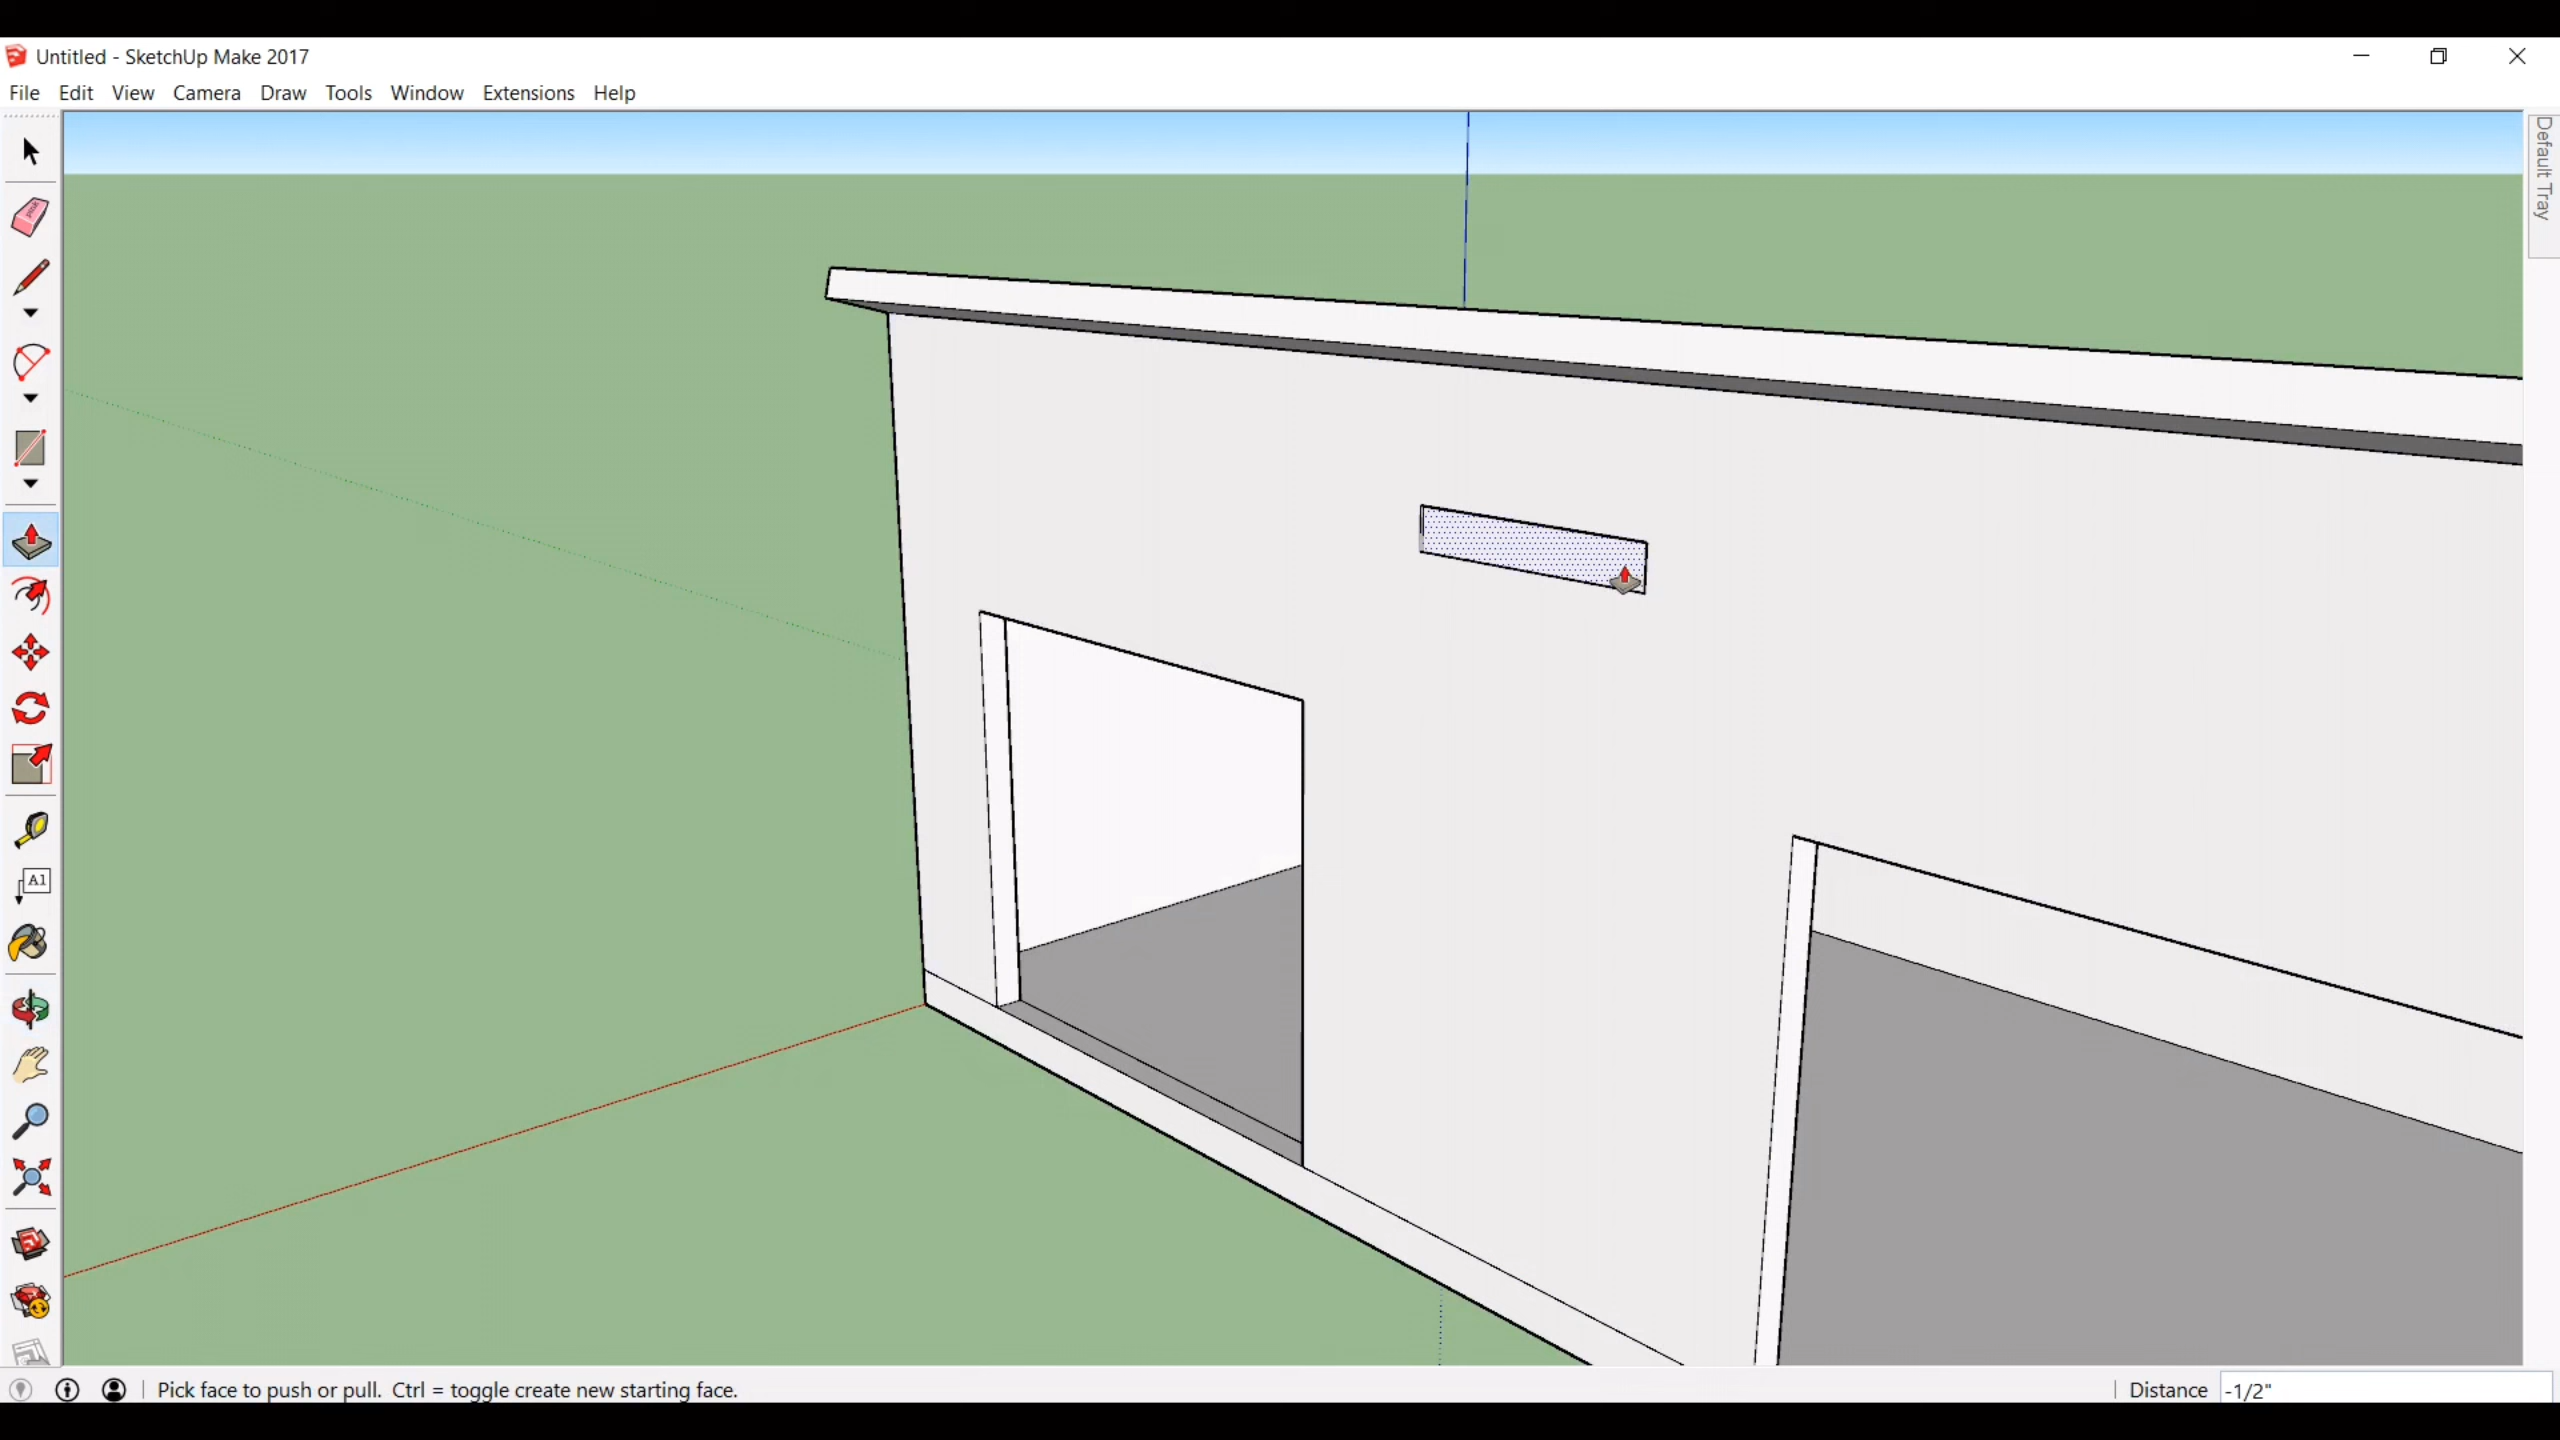 Untitled - SketchUp Make 2017
File Edit View Camera Draw Tools Window Extensions Help
Default Tray
A1
Pick face to push or pull. Ctrl = toggle create new starting face.
Distance -1/2"